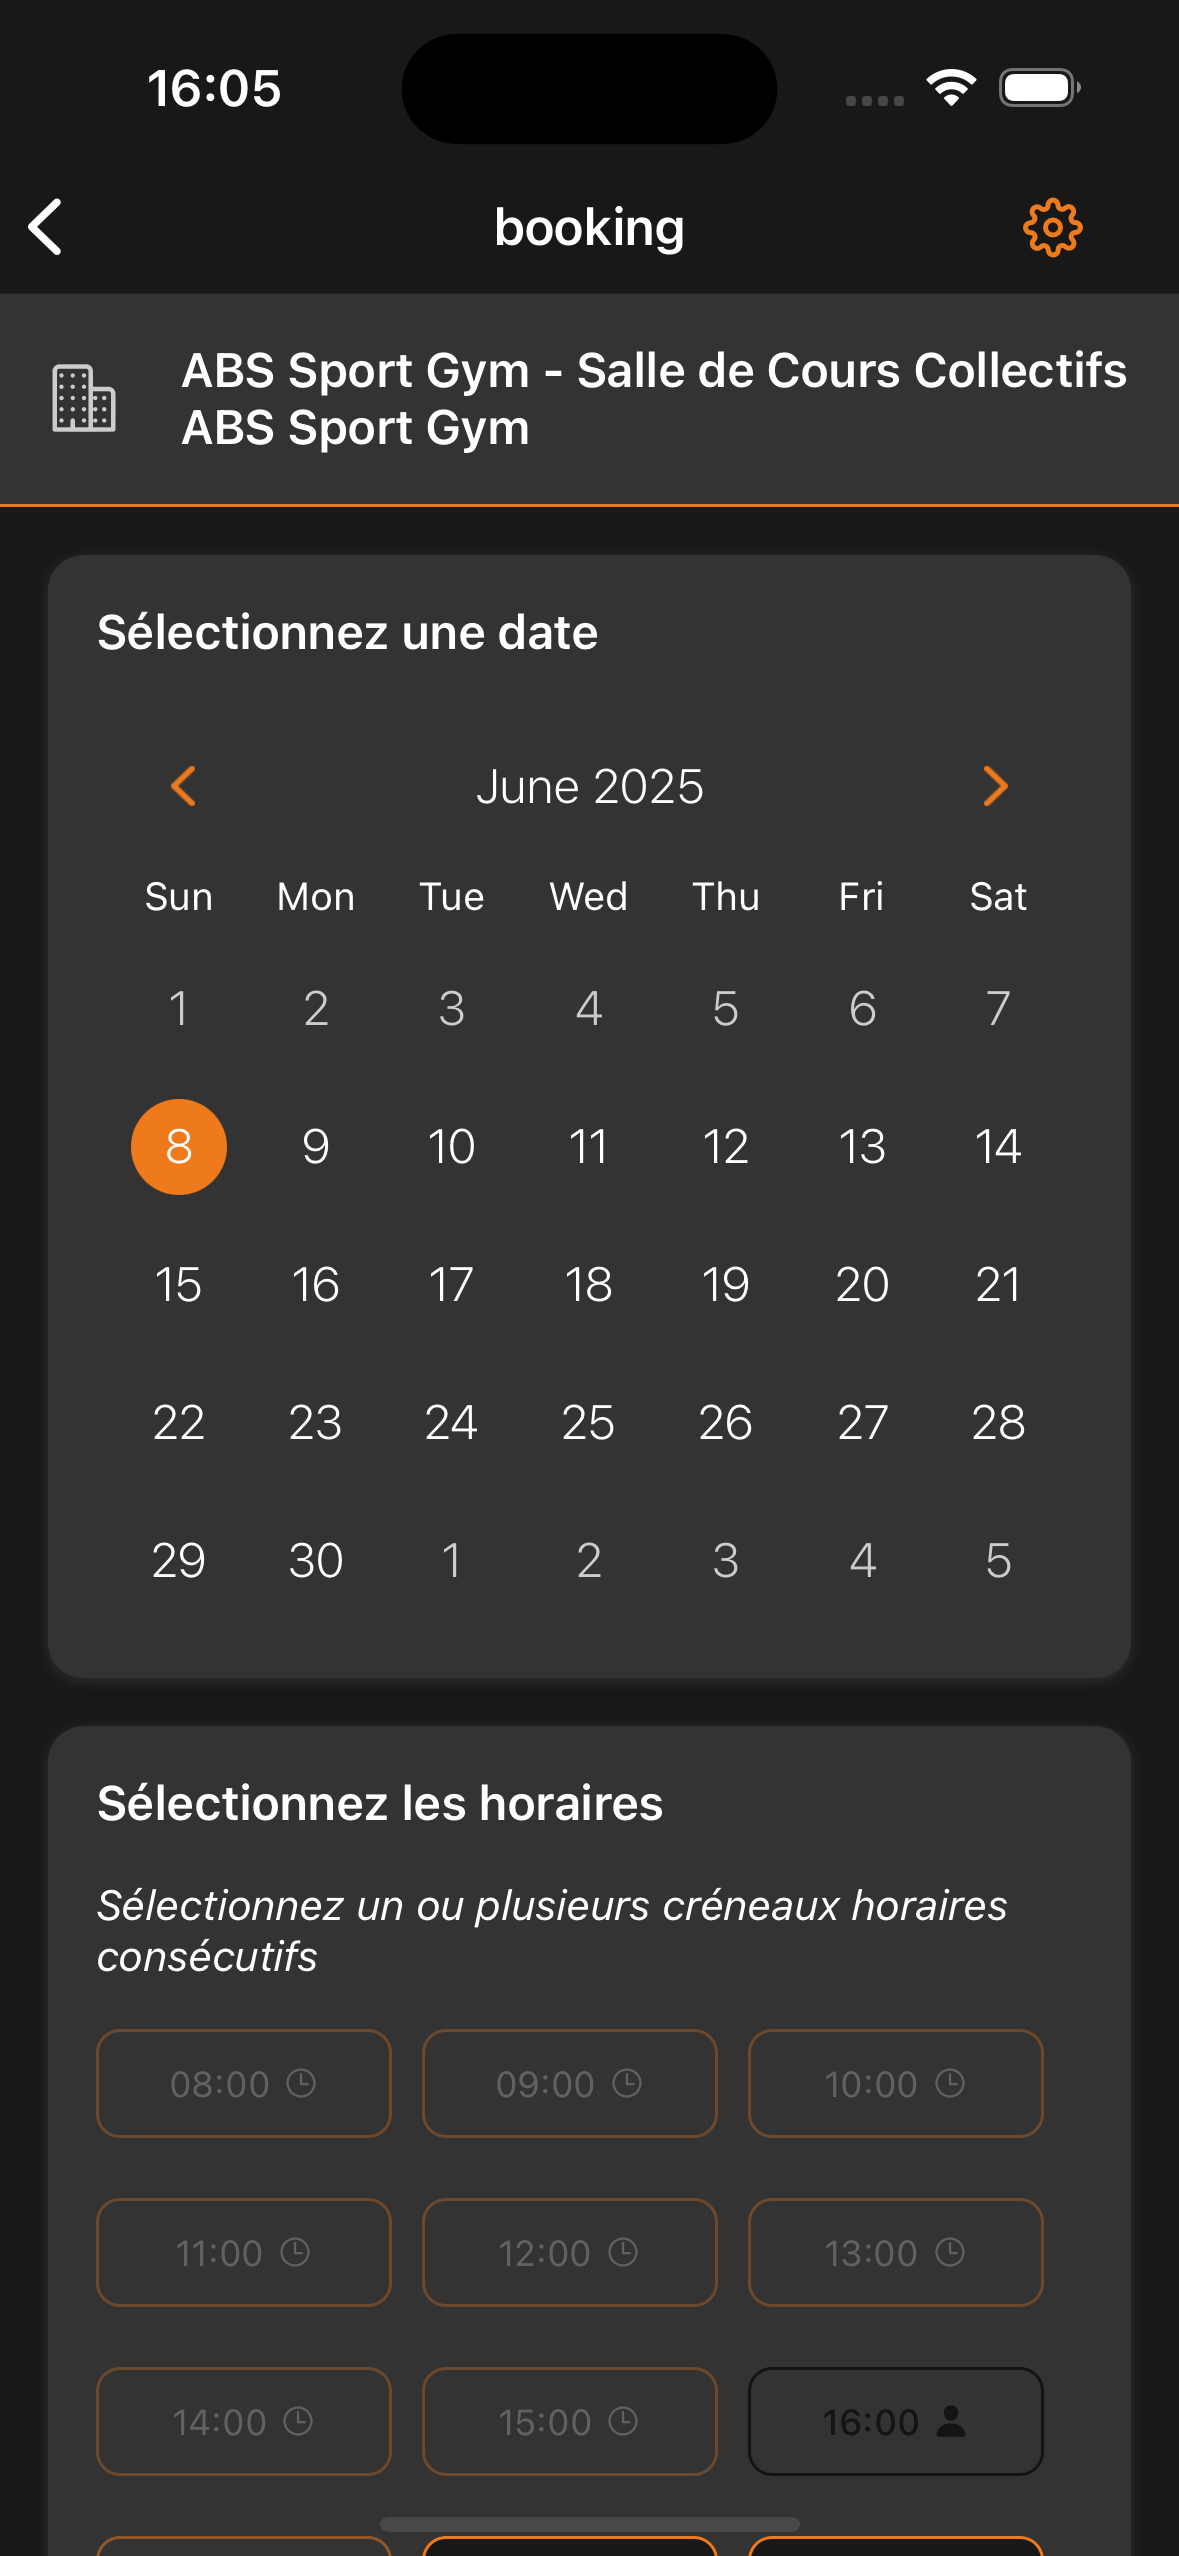 16:05
booking
ABS Sport Gym - Salle de Cours Collectifs
ABS Sport Gym
Sélectionnez une date
June 2025
Sun Mon Tue Wed Thu Fri Sat
1 2 3 4 5 6 7
8 9 10 11 12 13 14
15 16 17 18 19 20 21
22 23 24 25 26 27 28
29 30 1 2 3 4 5
Sélectionnez les horaires
Sélectionnez un ou plusieurs créneaux horaires
consécutifs
08:00 09:00 10:00
11:00 12:00 13:00
14:00 15:00 16:00